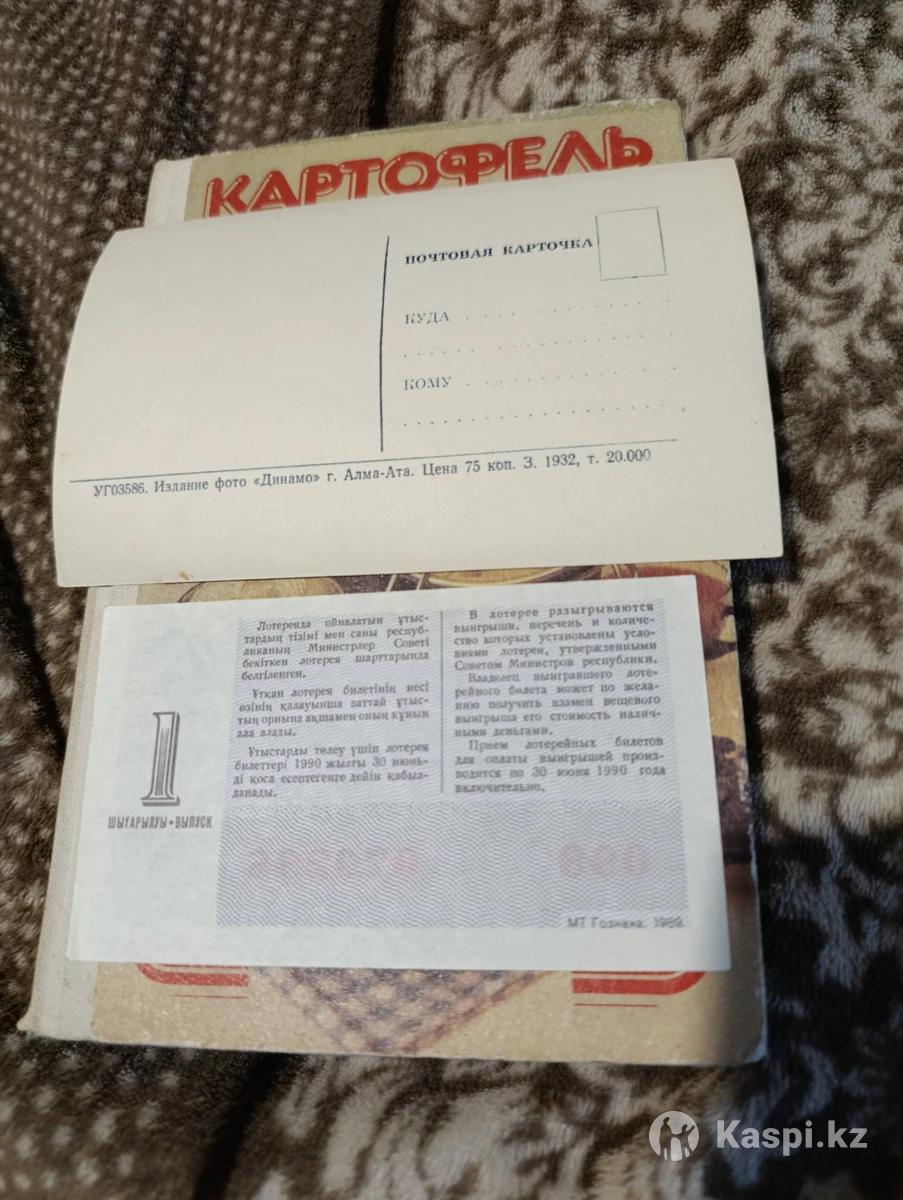 КАРТОФЕЛЬ
ПОЧТОВАЯ КАРТОЧКА
КУДА
КОМУ
УГ03586. Издание фото «Динамо» г. Алма-Ата. Цена 75 коп. З. 1932, т. 20.000
Лотереяда ойналатын ұтыс-
тардың тізімі мен саны респуб-
ликаның Министрлер Советі
бекіткен лотерея шарттарында
белгіленген.
Ұтқан лотерея билетінің иесі
өзінің қалауынша заттай ұтыс-
тың орнына ақшамен оның құнын
ала алады.
Ұтыстарды төлеу үшін лотерея
билеттері 1990 жылғы 30 июнь-
ді қоса есептегенге дейін қабыл-
данады.
В лотерее разыгрываются
выигрыши, перечень и количе-
ство которых установлены усло-
виями лотереи, утвержденными
Советом Министров республики.
Владелец выигравшего лоте-
рейного билета может по жела-
нию получить взамен вещевого
выигрыша его стоимость налич-
ными деньгами.
Прием лотерейных билетов
для оплаты выигрышей произ-
водится по 30 июня 1990 года
включительно.
1
ШЫҒАРЫЛУЫ • ВЫПУСК
МТ Гознака. 1989.
Kaspi.kz